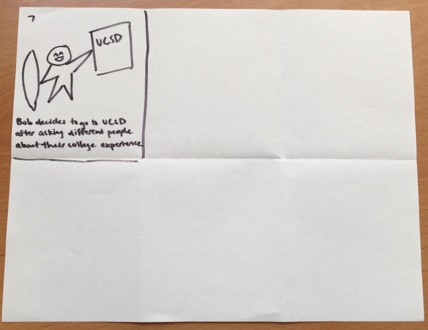 7
UCSD
Bob decides to go to UCSD
after asking different people
about their college experience